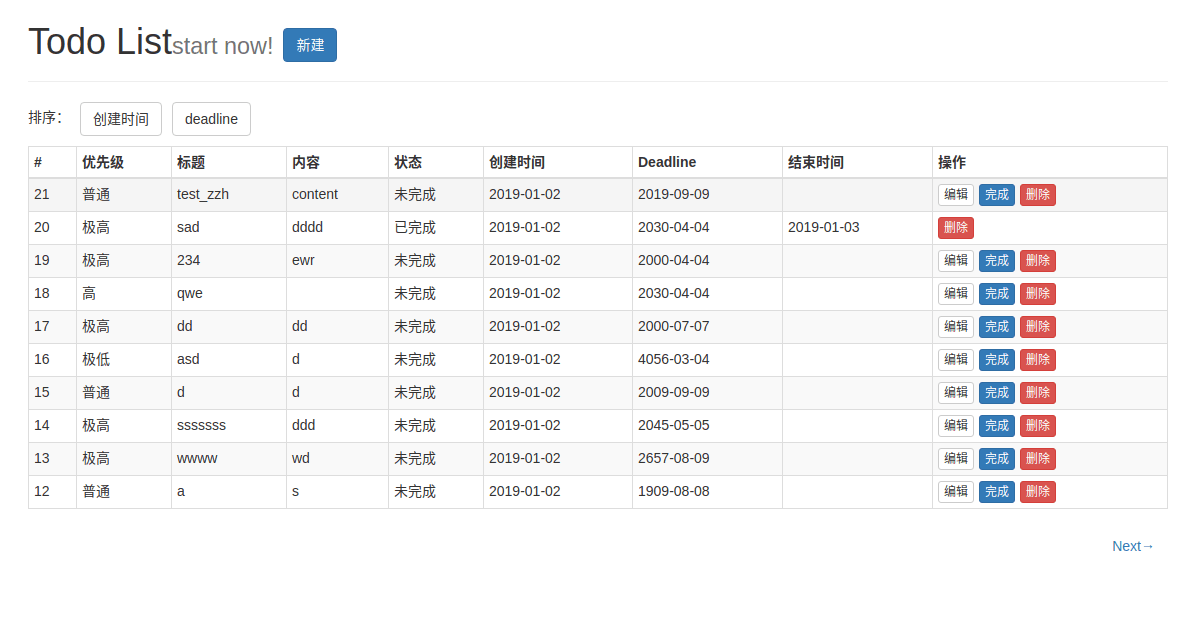 Todo List start now! 新建
排序： 创建时间 deadline
# 优先级 标题 内容 状态 创建时间 Deadline 结束时间 操作
21 普通 test_zzh content 未完成 2019-01-02 2019-09-09 编辑 完成 删除
20 极高 sad dddd 已完成 2019-01-02 2030-04-04 2019-01-03 删除
19 极高 234 ewr 未完成 2019-01-02 2000-04-04 编辑 完成 删除
18 高 qwe 未完成 2019-01-02 2030-04-04 编辑 完成 删除
17 极高 dd dd 未完成 2019-01-02 2000-07-07 编辑 完成 删除
16 极低 asd d 未完成 2019-01-02 4056-03-04 编辑 完成 删除
15 普通 d d 未完成 2019-01-02 2009-09-09 编辑 完成 删除
14 极高 sssssss ddd 未完成 2019-01-02 2045-05-05 编辑 完成 删除
13 极高 wwww wd 未完成 2019-01-02 2657-08-09 编辑 完成 删除
12 普通 a s 未完成 2019-01-02 1909-08-08 编辑 完成 删除
Next→